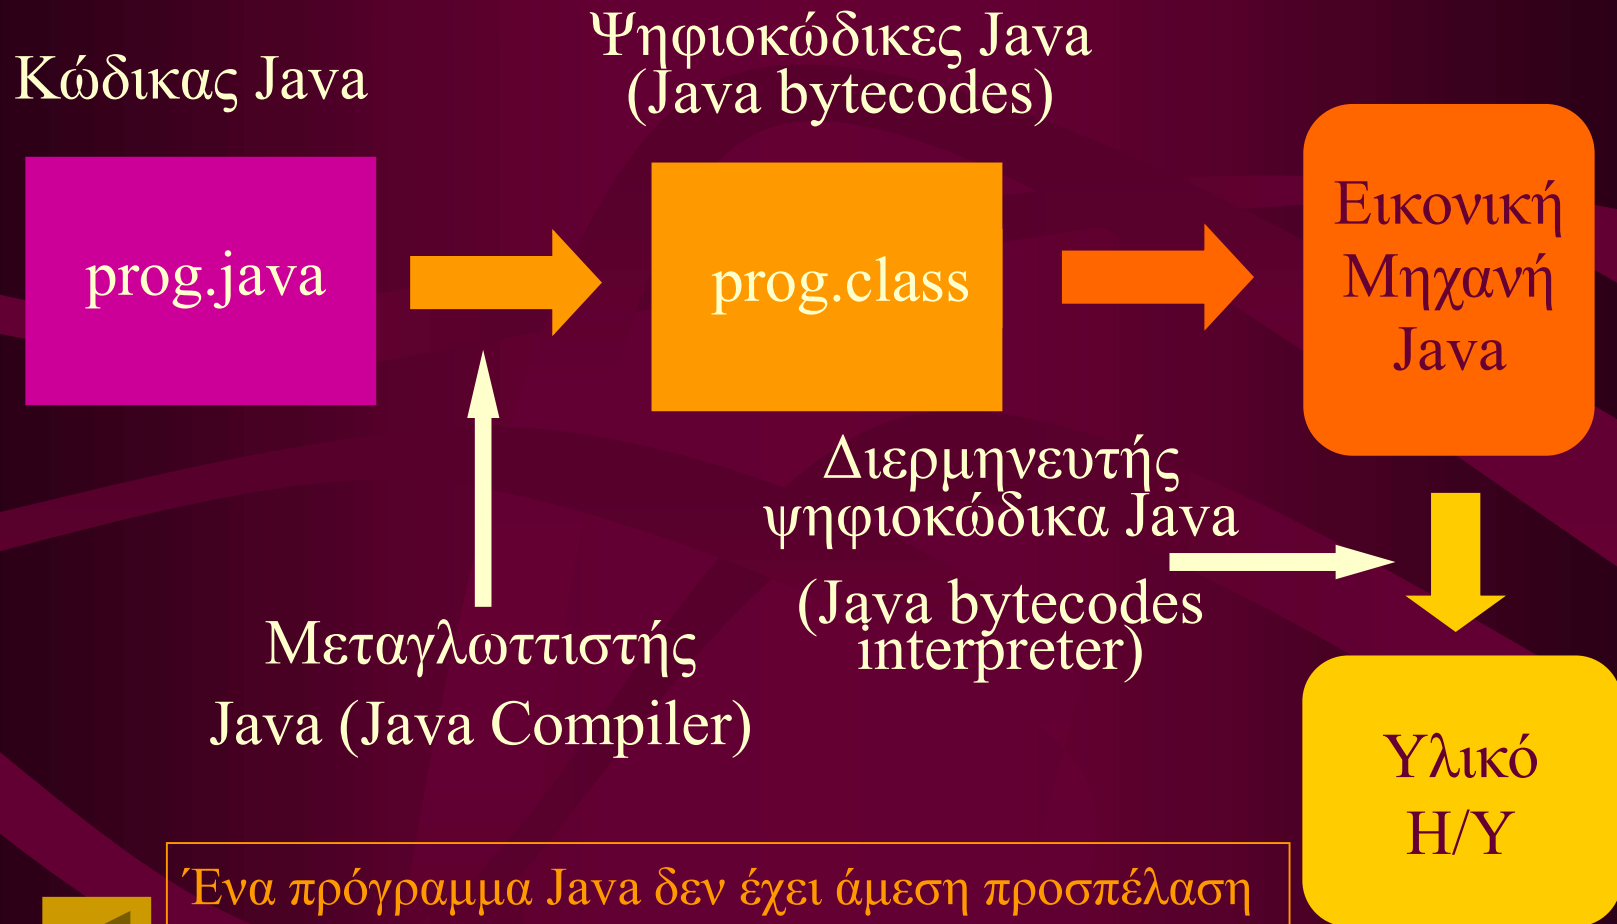 Κώδικας Java
Ψηφιοκώδικες Java
(Java bytecodes)
prog.java
prog.class
Εικονική
Μηχανή
Java
Διερμηνευτής
ψηφιοκώδικα Java
(Java bytecodes
interpreter)
Μεταγλωττιστής
Java (Java Compiler)
Υλικό
Η/Υ
Ένα πρόγραμμα Java δεν έχει άμεση προσπέλαση